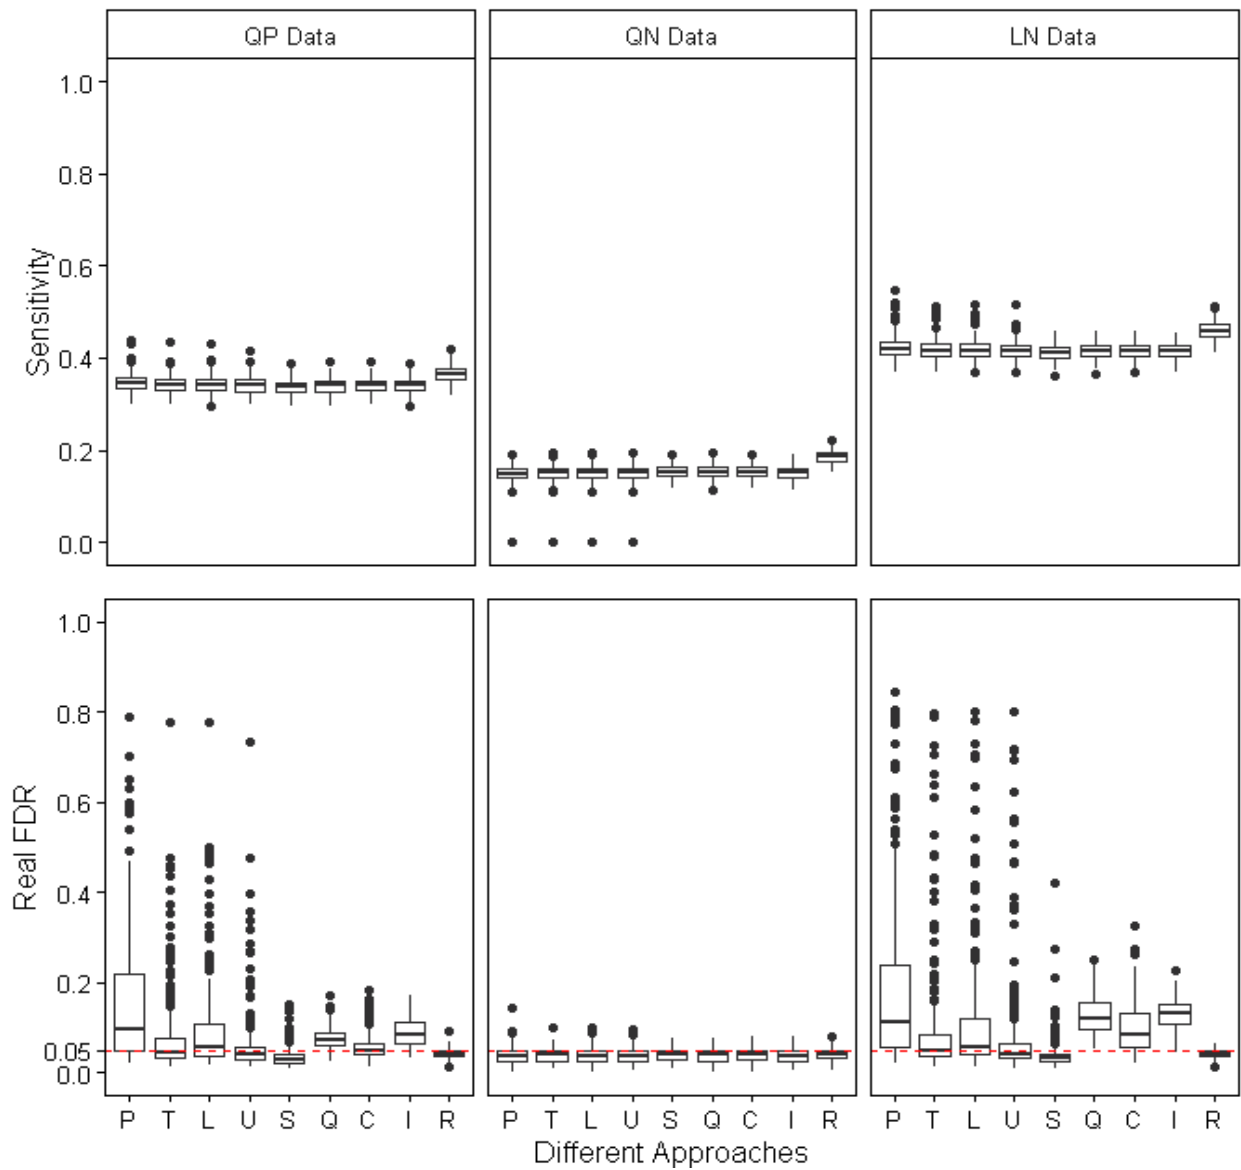 QP Data QN Data LN Data
1.0
0.8
0.6
0.4
0.2
0.0
Sensitivity
1.0
0.8
0.6
0.4
0.2
0.05
0.0
Real FDR
P T L U S Q C I R P T L U S Q C I R P T L U S Q C I R
Different Approaches